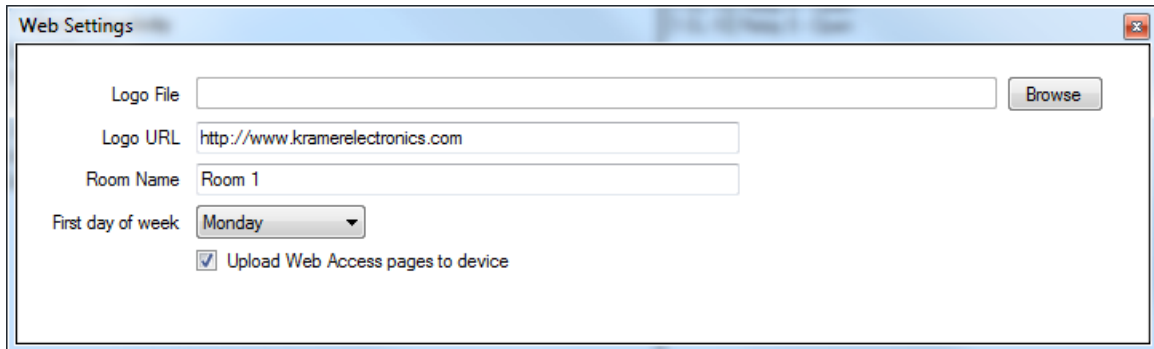 Web Settings
Logo File Browse
Logo URL http://www.kramerelectronics.com
Room Name Room 1
First day of week Monday
Upload Web Access pages to device